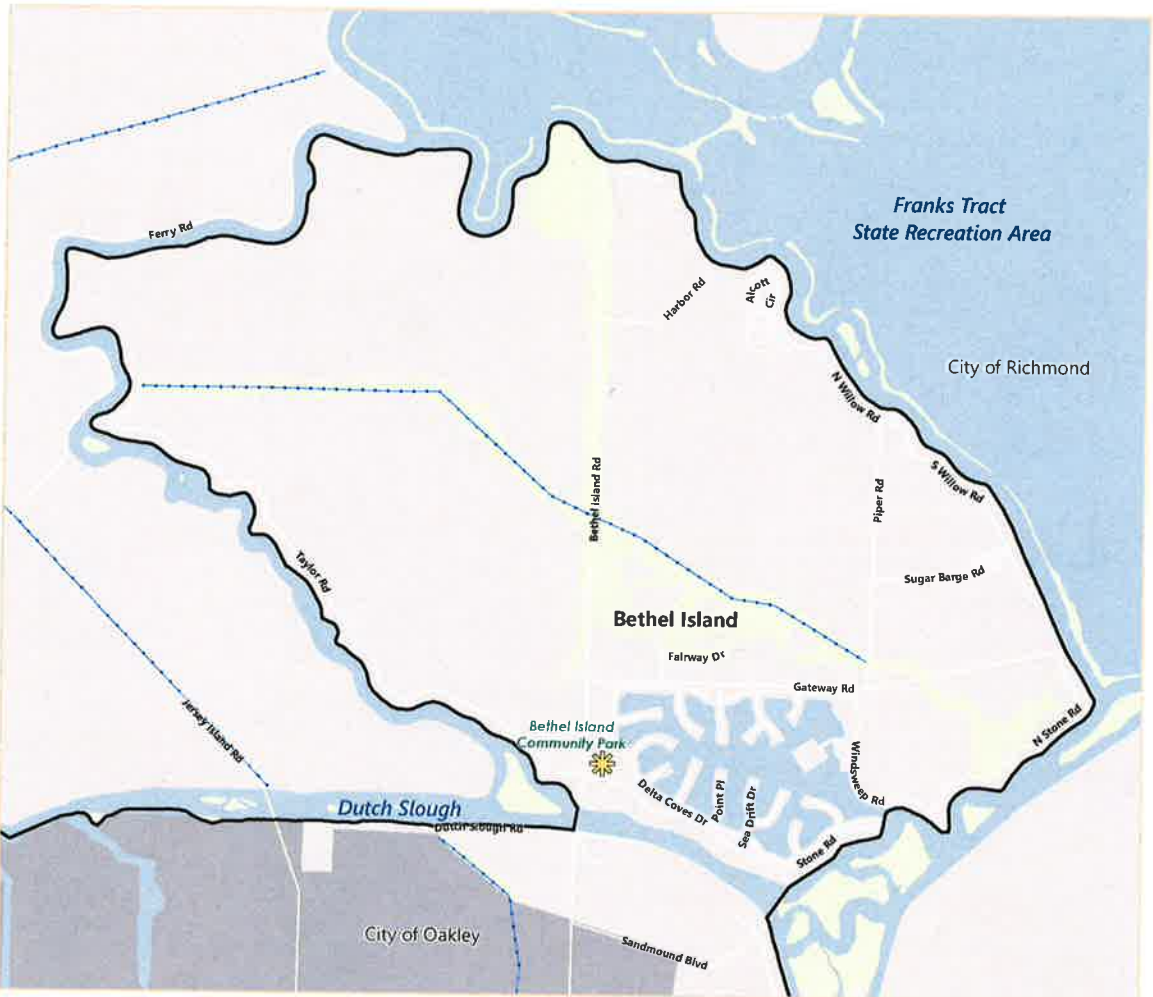 Ferry Rd
Franks Tract
State Recreation Area
Harbor Rd
Alcott
Cir
City of Richmond
N Willow Rd
S Willow Rd
Bethel Island Rd
Piper Rd
Taylor Rd
Sugar Barge Rd
Bethel Island
Fairway Dr
Gateway Rd
Jersey Island Rd
Bethel Island
Community Park
N Stone Rd
Windsweep Rd
Delta Coves Dr
Point Pl
Sea Drift Dr
Dutch Slough
Dutch Slough Rd
Stone Rd
City of Oakley
Sandmound Blvd